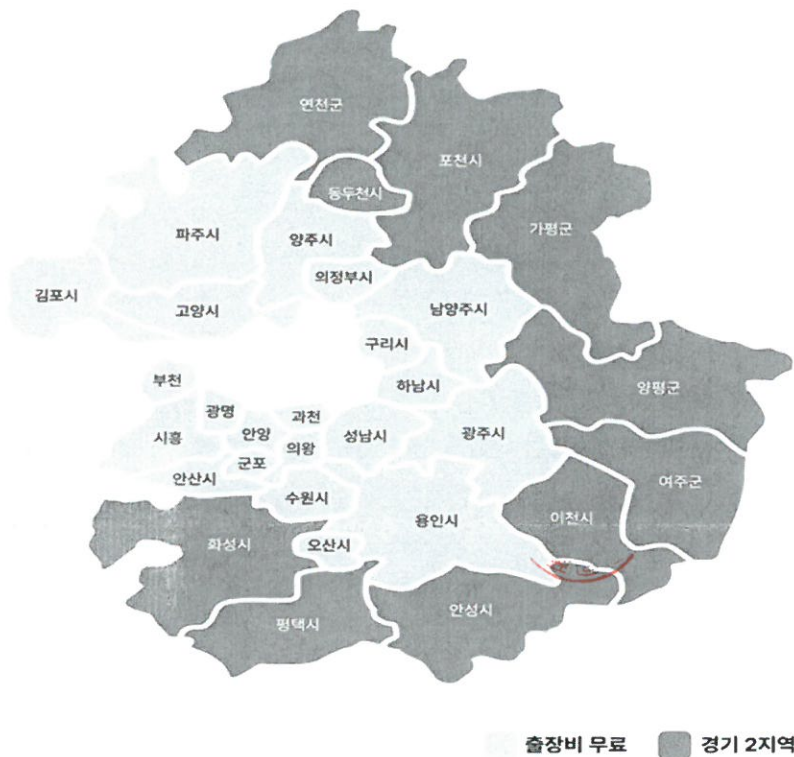 연천군
포천시
동두천시
가평군
파주시
양주시
의정부시
김포시
고양시
남양주시
구리시
부천
하남시
양평군
광명
과천
시흥
안양
성남시
광주시
의왕
군포
안산시
여주군
수원시
용인시
이천시
화성시
오산시
안성시
평택시
출장비 무료
경기 2지역